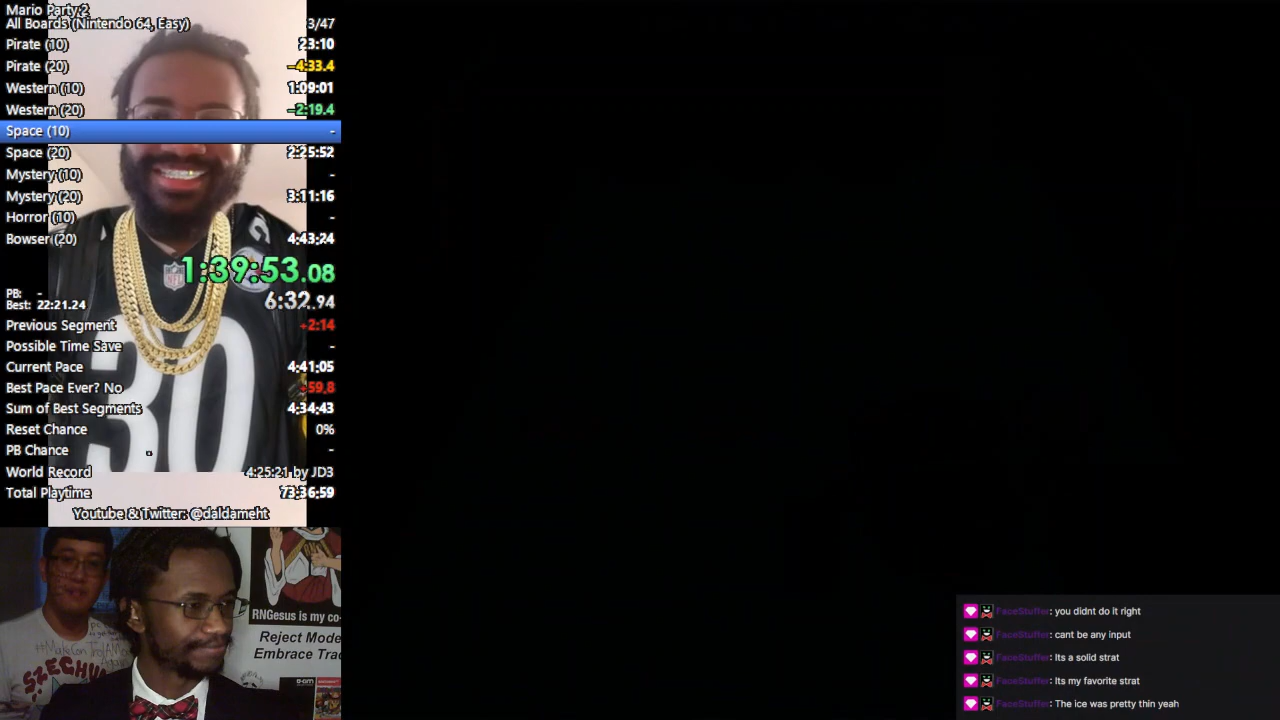 Mario Party 2
All Boards (Nintendo 64, Easy) 3/47
Pirate (10) 23:10
Pirate (20) -4:33.4
Western (10) 1:09:01
Western (20) -2:19.4
Space (10) -
Space (20) 2:25:52
Mystery (10) -
Mystery (20) 3:11:16
Horror (10) -
Bowser (20) 4:43:24
NFL
1:39:53.08
PB: -
Best: 22:21.24
6:32.94
30
Previous Segment +2:14
Possible Time Save -
Current Pace 4:41:05
Best Pace Ever? No +59.8
Sum of Best Segments 4:34:43
Reset Chance 0%
PB Chance -
World Record 4:25:21 by JD3
Total Playtime 73:36:59
Youtube & Twitter: @daldameht
RNGesus is my co-
Reject Mode
Embrace Tra
FaceStuffer: you didnt do it right
FaceStuffer: cant be any input
FaceStuffer: Its a solid strat
FaceStuffer: Its my favorite strat
FaceStuffer: The ice was pretty thin yeah